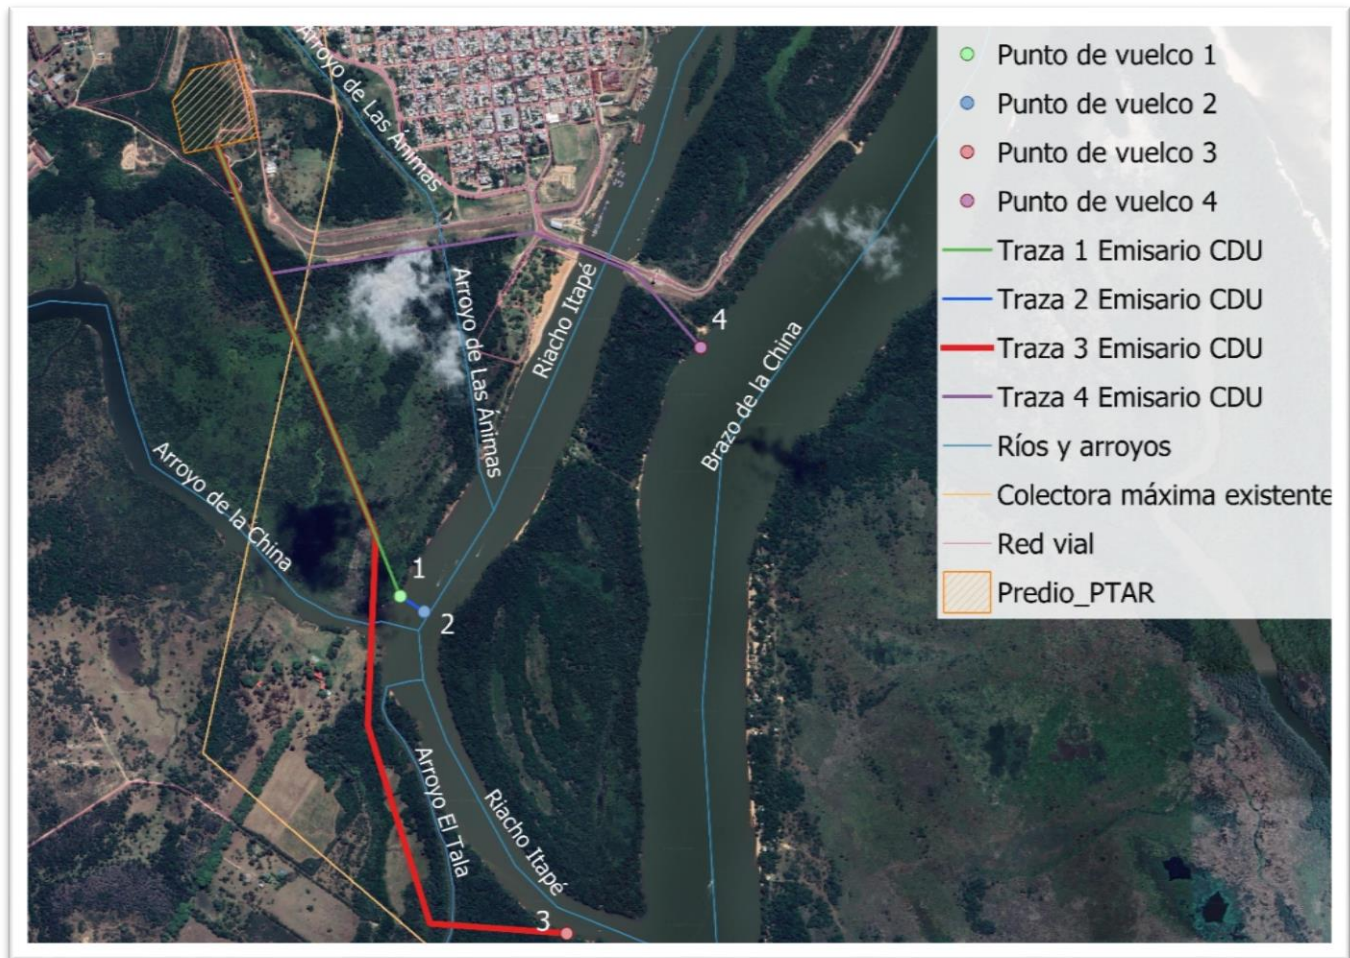 Punto de vuelco 1
Punto de vuelco 2
Punto de vuelco 3
Punto de vuelco 4
Traza 1 Emisario CDU
Traza 2 Emisario CDU
Traza 3 Emisario CDU
Traza 4 Emisario CDU
Ríos y arroyos
Colectora máxima existente
Red vial
Predio_PTAR
Arroyo de Las Ánimas
Arroyo de Las Ánimas
Riacho Itapé
4
Brazo de la China
Arroyo de la China
1
2
Arroyo El Tala
Riacho Itapé
3